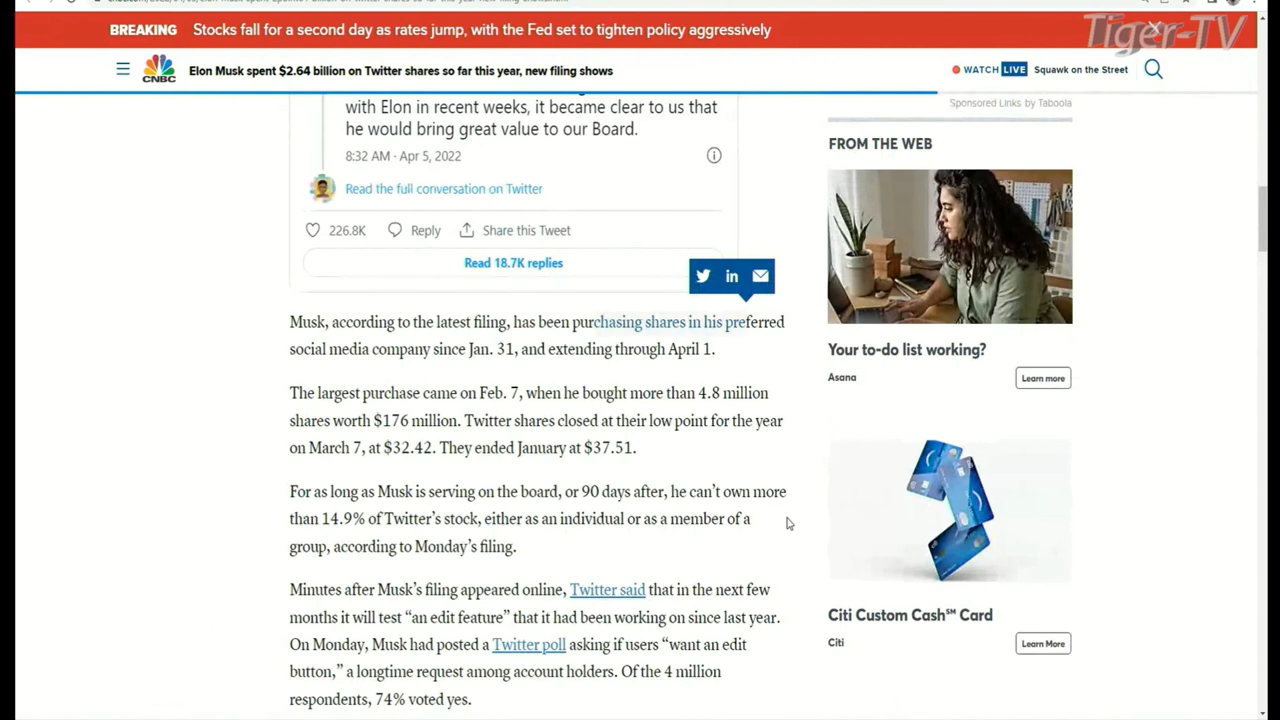 BREAKING Stocks fall for a second day as rates jump, with the Fed set to tighten policy aggressively
Tiger-TV
CNBC
Elon Musk spent $2.64 billion on Twitter shares so far this year, new filing shows
WATCH LIVE Squawk on the Street
with Elon in recent weeks, it became clear to us that
he would bring great value to our Board.
8:32 AM · Apr 5, 2022
Read the full conversation on Twitter
226.8K Reply Share this Tweet
Read 18.7K replies
in
Musk, according to the latest filing, has been purchasing shares in his preferred
social media company since Jan. 31, and extending through April 1.
The largest purchase came on Feb. 7, when he bought more than 4.8 million
shares worth $176 million. Twitter shares closed at their low point for the year
on March 7, at $32.42. They ended January at $37.51.
For as long as Musk is serving on the board, or 90 days after, he can’t own more
than 14.9% of Twitter’s stock, either as an individual or as a member of a
group, according to Monday’s filing.
Minutes after Musk’s filing appeared online, Twitter said that in the next few
months it will test “an edit feature” that it had been working on since last year.
On Monday, Musk had posted a Twitter poll asking if users “want an edit
button,” a longtime request among account holders. Of the 4 million
respondents, 74% voted yes.
Sponsored Links by Taboola
FROM THE WEB
Your to-do list working?
Asana
Learn more
Citi Custom Cash℠ Card
Citi
Learn More